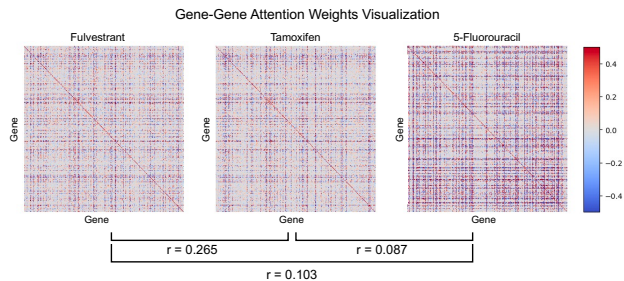 Gene-Gene Attention Weights Visualization
Fulvestrant
Tamoxifen
5-Fluorouracil
Gene
Gene
Gene
0.4
0.2
0.0
−0.2
−0.4
Gene
Gene
Gene
r = 0.265
r = 0.087
r = 0.103